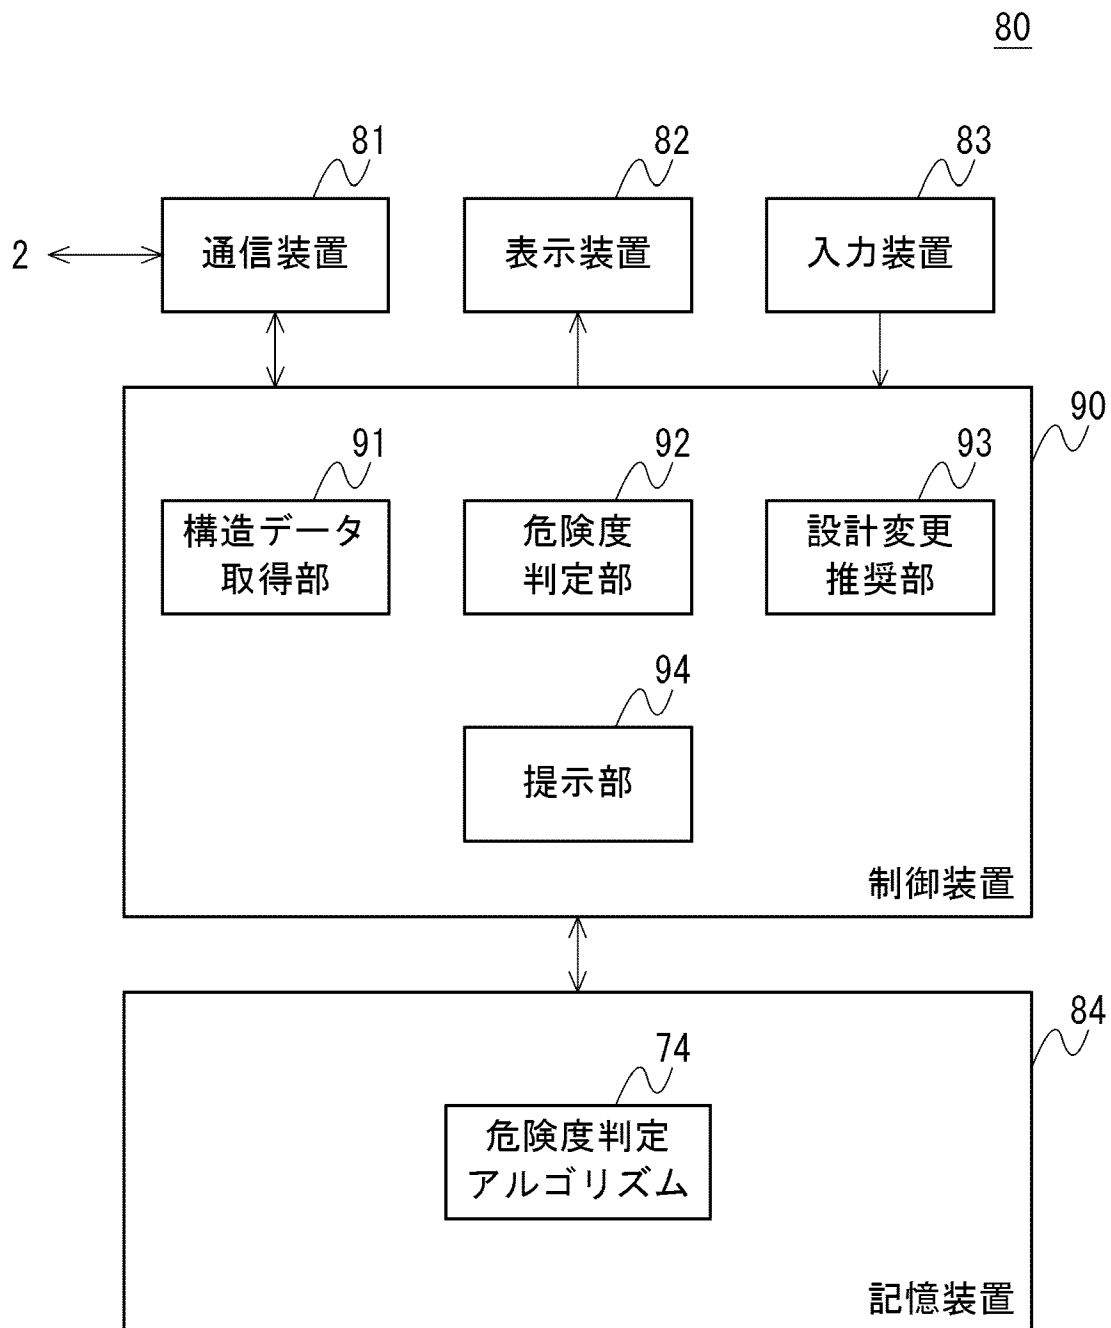 80
81
82
83
2
通信装置
表示装置
入力装置
90
91
92
93
構造データ
取得部
危険度
判定部
設計変更
推奨部
94
提示部
制御装置
84
74
危険度判定
アルゴリズム
記憶装置